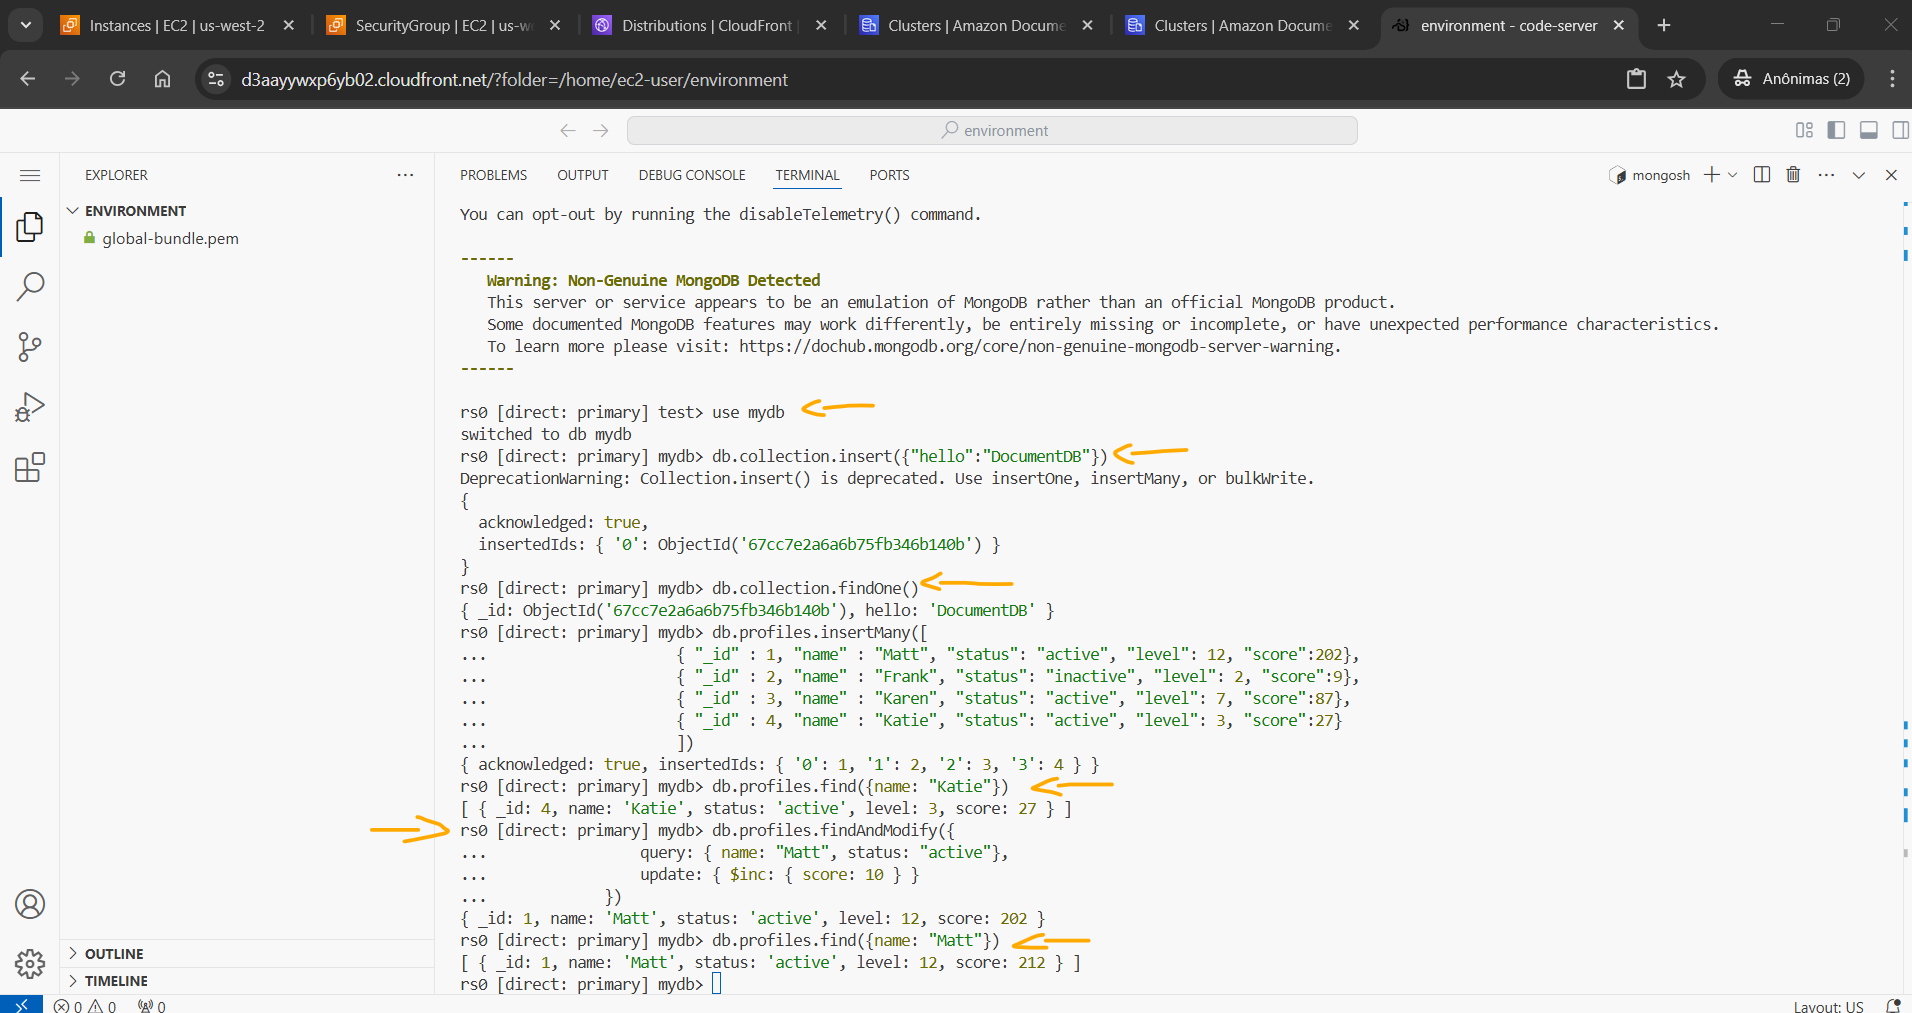 Instances | EC2 | us-west-2
SecurityGroup | EC2 | us-we
Distributions | CloudFront |
Clusters | Amazon Docume
Clusters | Amazon Docume
environment - code-server
d3aayywxp6yb02.cloudfront.net/?folder=/home/ec2-user/environment
Anônimas (2)
environment
EXPLORER
PROBLEMS OUTPUT DEBUG CONSOLE TERMINAL PORTS
mongosh
ENVIRONMENT
global-bundle.pem
You can opt-out by running the disableTelemetry() command.
------
Warning: Non-Genuine MongoDB Detected
This server or service appears to be an emulation of MongoDB rather than an official MongoDB product.
Some documented MongoDB features may work differently, be entirely missing or incomplete, or have unexpected performance characteristics.
To learn more please visit: https://dochub.mongodb.org/core/non-genuine-mongodb-server-warning.
------
rs0 [direct: primary] test> use mydb
switched to db mydb
rs0 [direct: primary] mydb> db.collection.insert({"hello":"DocumentDB"})
DeprecationWarning: Collection.insert() is deprecated. Use insertOne, insertMany, or bulkWrite.
{
acknowledged: true,
insertedIds: { '0': ObjectId('67cc7e2a6a6b75fb346b140b') }
}
rs0 [direct: primary] mydb> db.collection.findOne()
{ _id: ObjectId('67cc7e2a6a6b75fb346b140b'), hello: 'DocumentDB' }
rs0 [direct: primary] mydb> db.profiles.insertMany([
... { "_id" : 1, "name" : "Matt", "status": "active", "level": 12, "score":202},
... { "_id" : 2, "name" : "Frank", "status": "inactive", "level": 2, "score":9},
... { "_id" : 3, "name" : "Karen", "status": "active", "level": 7, "score":87},
... { "_id" : 4, "name" : "Katie", "status": "active", "level": 3, "score":27}
... ])
{ acknowledged: true, insertedIds: { '0': 1, '1': 2, '2': 3, '3': 4 } }
rs0 [direct: primary] mydb> db.profiles.find({name: "Katie"})
[ { _id: 4, name: 'Katie', status: 'active', level: 3, score: 27 } ]
rs0 [direct: primary] mydb> db.profiles.findAndModify({
... query: { name: "Matt", status: "active"},
... update: { $inc: { score: 10 } }
... })
{ _id: 1, name: 'Matt', status: 'active', level: 12, score: 202 }
rs0 [direct: primary] mydb> db.profiles.find({name: "Matt"})
[ { _id: 1, name: 'Matt', status: 'active', level: 12, score: 212 } ]
rs0 [direct: primary] mydb>
OUTLINE
TIMELINE
0 0 0
Layout: US